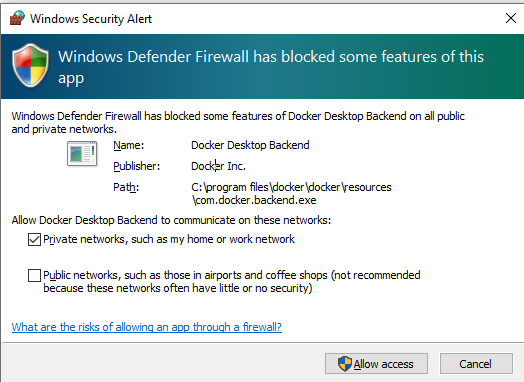 Windows Security Alert
Windows Defender Firewall has blocked some features of this
app
Windows Defender Firewall has blocked some features of Docker Desktop Backend on all public
and private networks.
Name: Docker Desktop Backend
Publisher: Docker Inc.
Path: C:\program files\docker\docker\resources
\com.docker.backend.exe
Allow Docker Desktop Backend to communicate on these networks:
Private networks, such as my home or work network
Public networks, such as those in airports and coffee shops (not recommended
because these networks often have little or no security)
What are the risks of allowing an app through a firewall?
Allow access Cancel